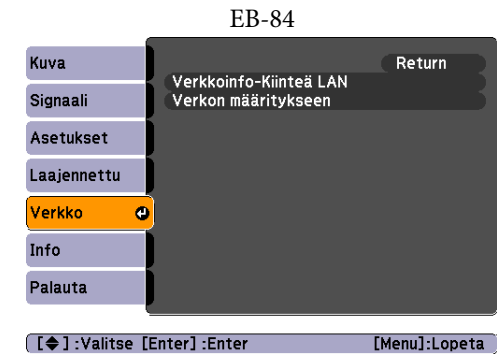 EB-84
Kuva
Return
Verkkoinfo-Kiinteä LAN
Signaali
Verkon määritykseen
Asetukset
Laajennettu
Verkko
Info
Palauta
[◆] :Valitse [Enter] :Enter [Menu]:Lopeta